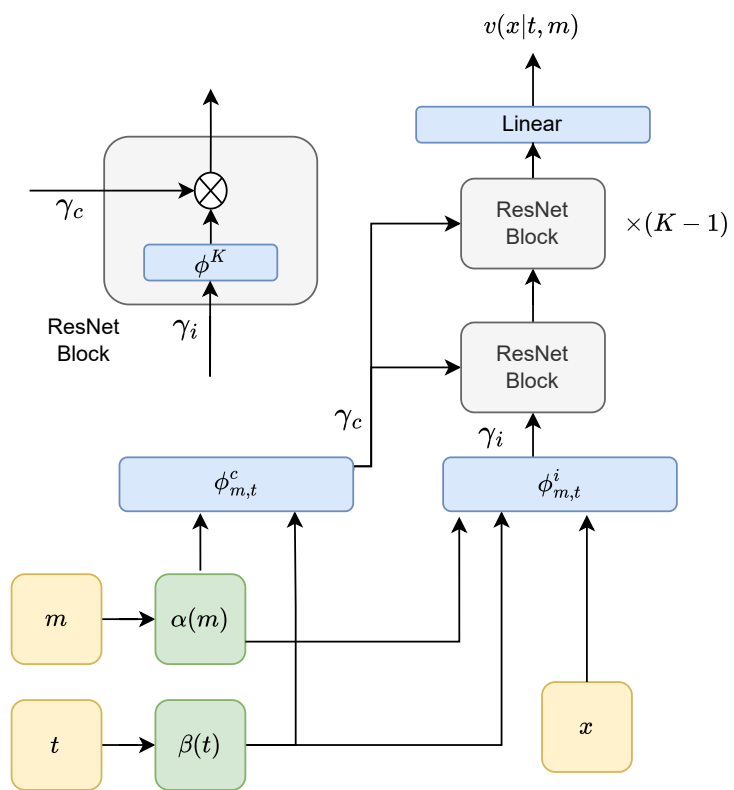 v(x|t, m)
Linear
ResNet
Block
×(K − 1)
γc
ϕK
γi
ResNet
Block
ResNet
Block
γc
γi
ϕcm,t
ϕim,t
m
α(m)
t
β(t)
x